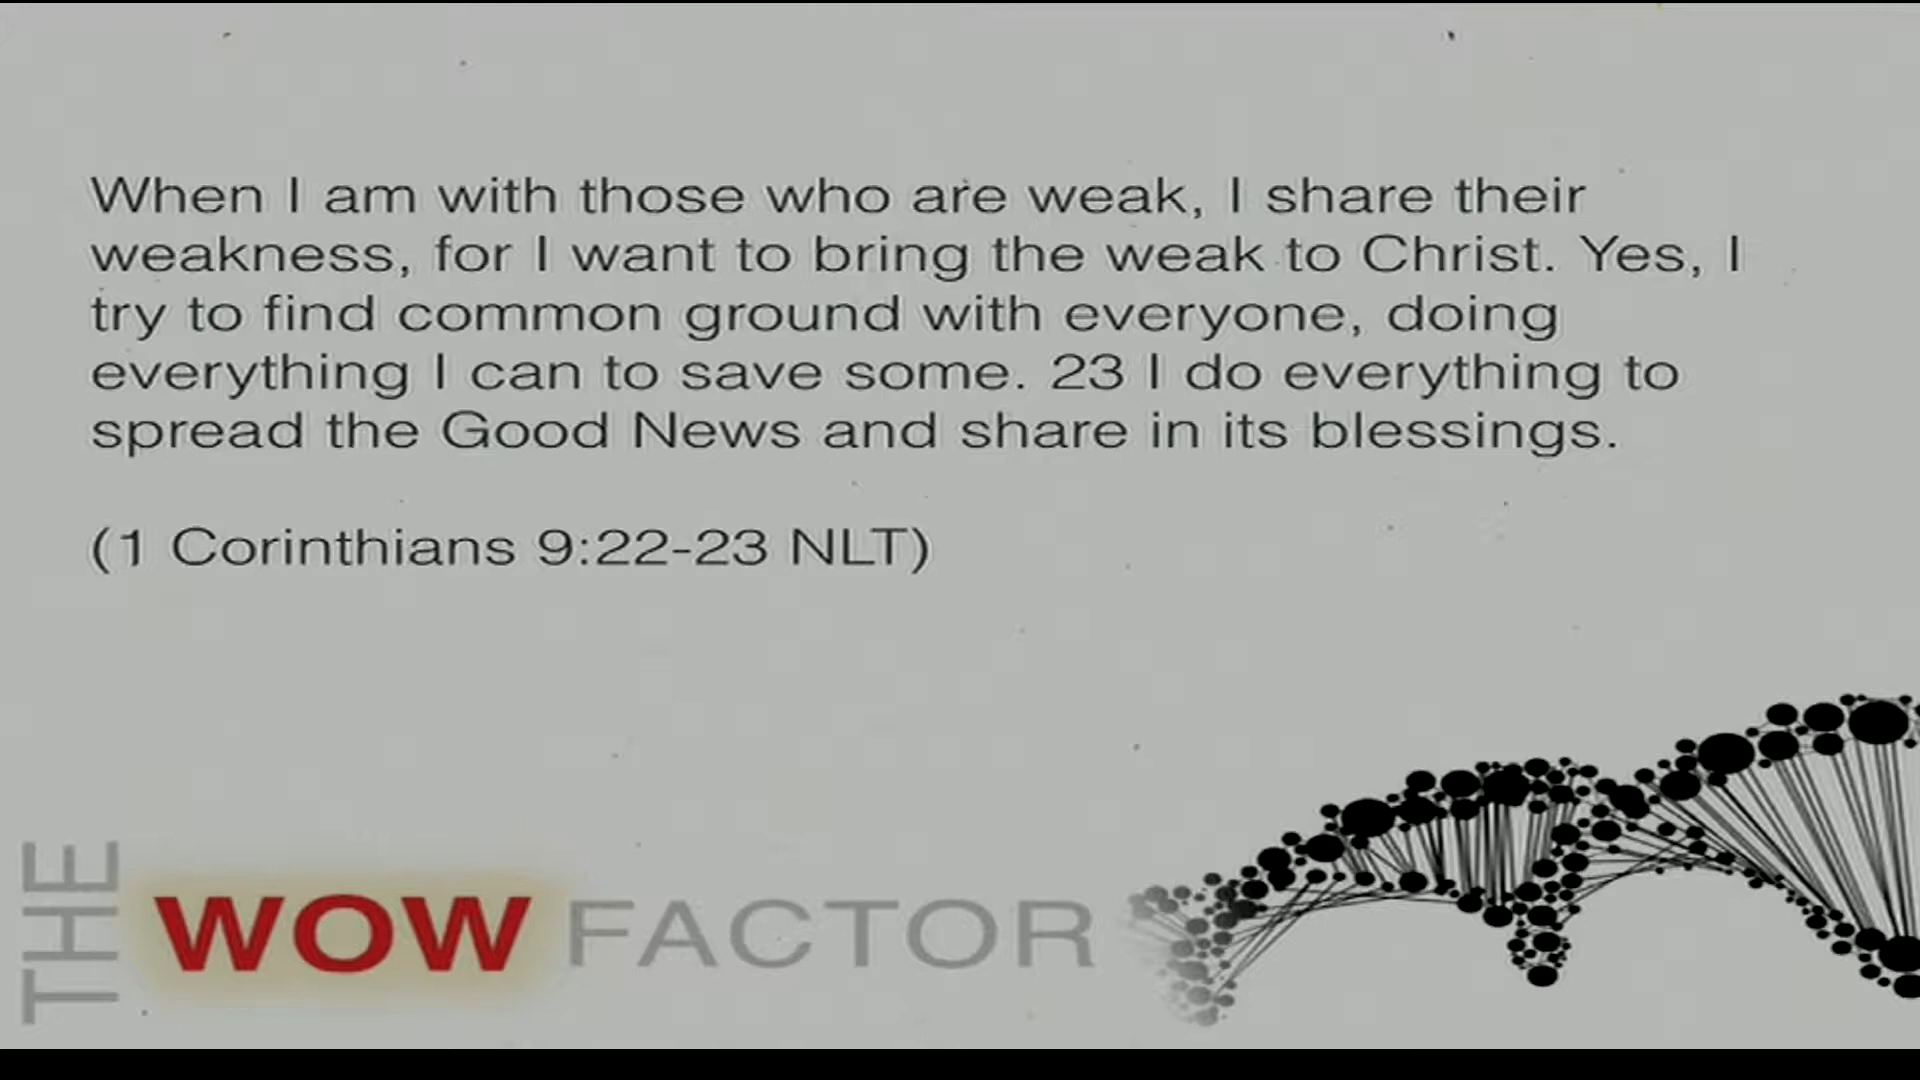 When I am with those who are weak, I share their
weakness, for I want to bring the weak to Christ. Yes, I
try to find common ground with everyone, doing
everything I can to save some. 23 I do everything to
spread the Good News and share in its blessings.
(1 Corinthians 9:22-23 NLT)
THE WOW FACTOR